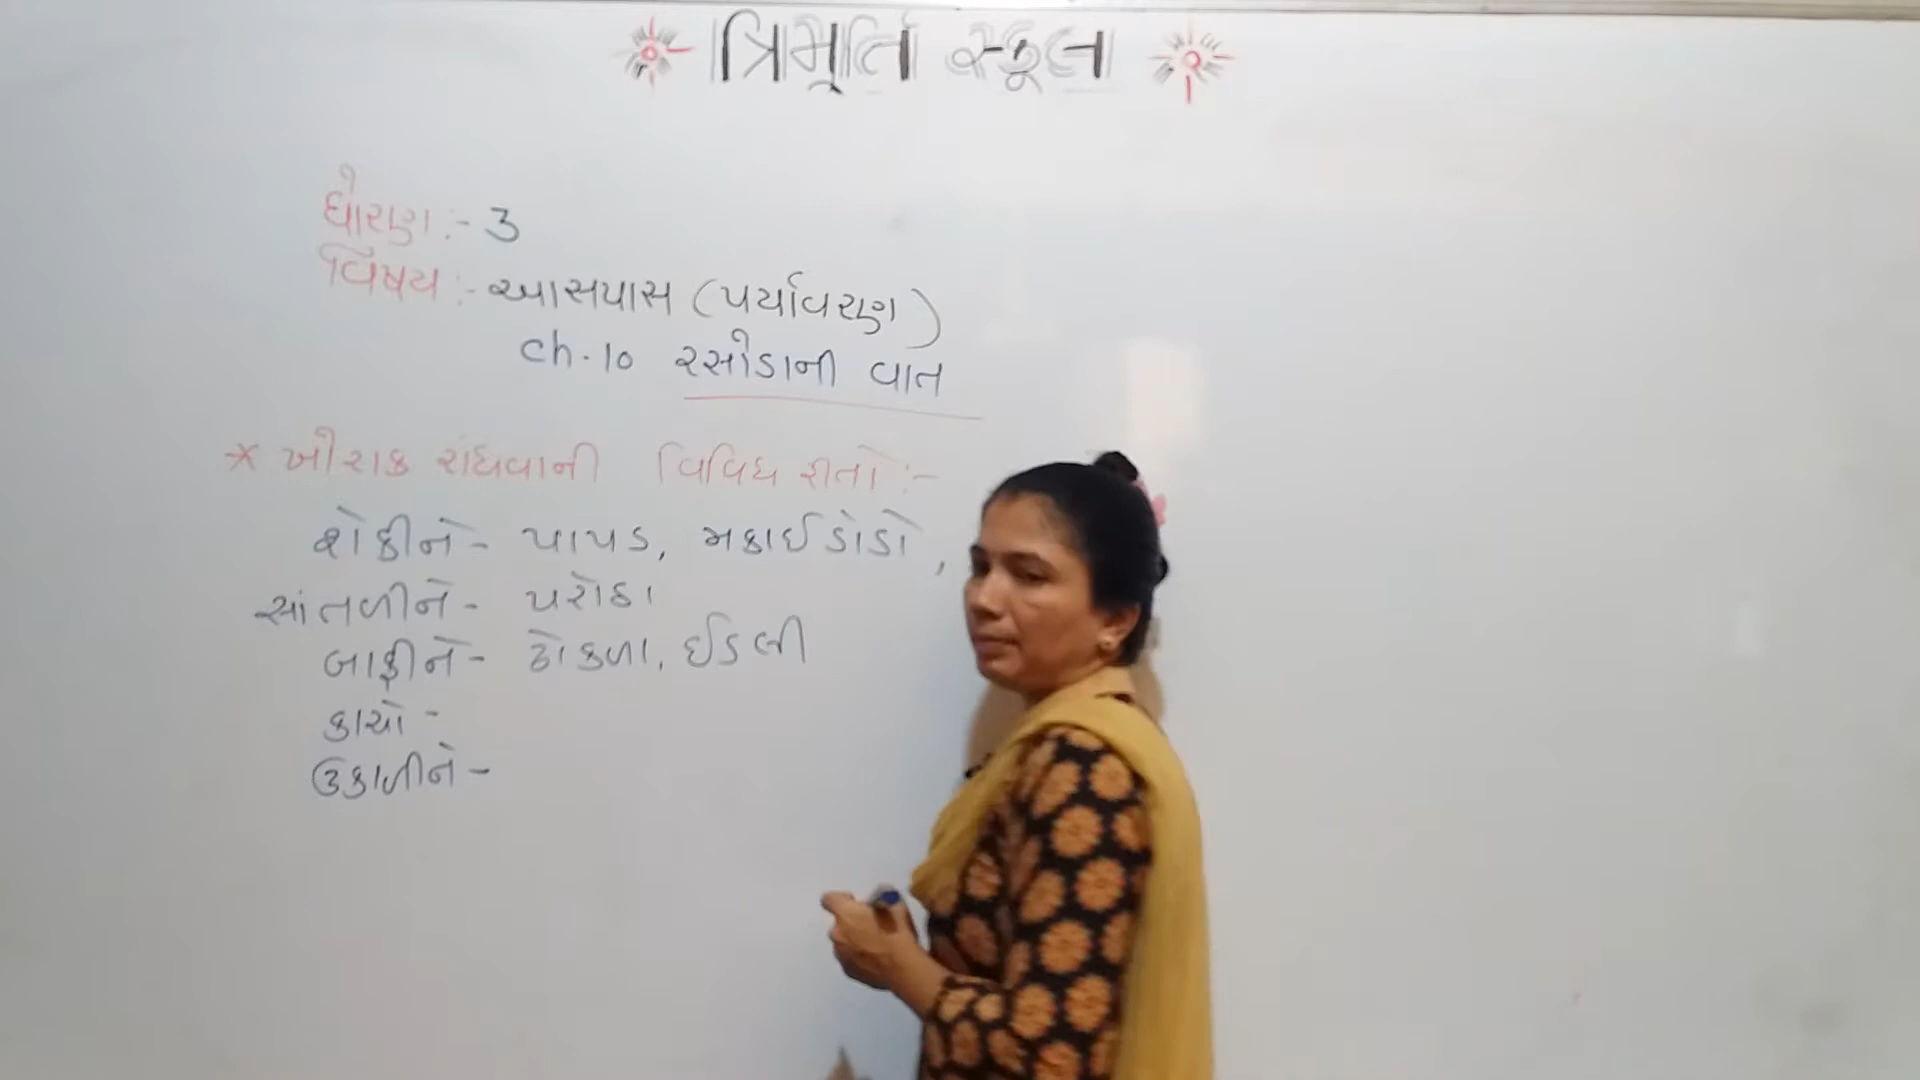 ત્રિમૂર્તિ સ્કૂલ
ધોરણ :- 3
વિષય :- આસપાસ (પર્યાવરણ)
ch.10 રસોડાની વાત
* ખોરાક રાંધવાની વિવિધ રીતો :-
શેકીને - પાપડ, મકાઈડોડો,
સાંતળીને - પરોઠા
બાફીને - ઢોકળા, ઈડલી
કાચો -
ઉકાળીને -